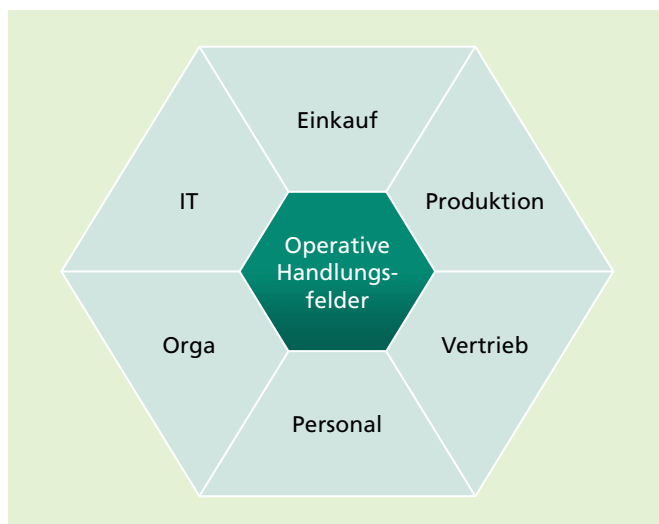 Einkauf
IT
Produktion
Operative
Handlungs-
felder
Orga
Vertrieb
Personal